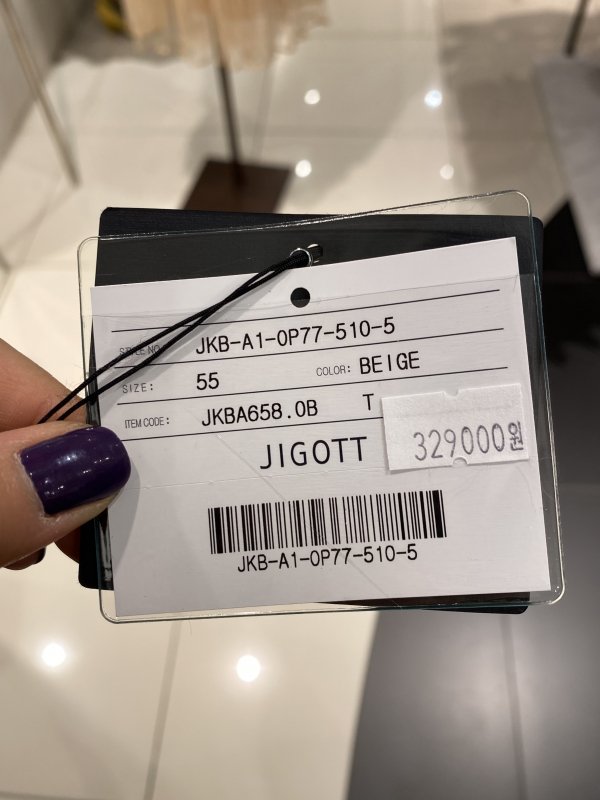 STYLE NO: JKB-A1-0P77-510-5
SIZE: 55 COLOR: BEIGE
ITEM CODE: JKBA658.0B T
JIGOTT 329000원
JKB-A1-0P77-510-5